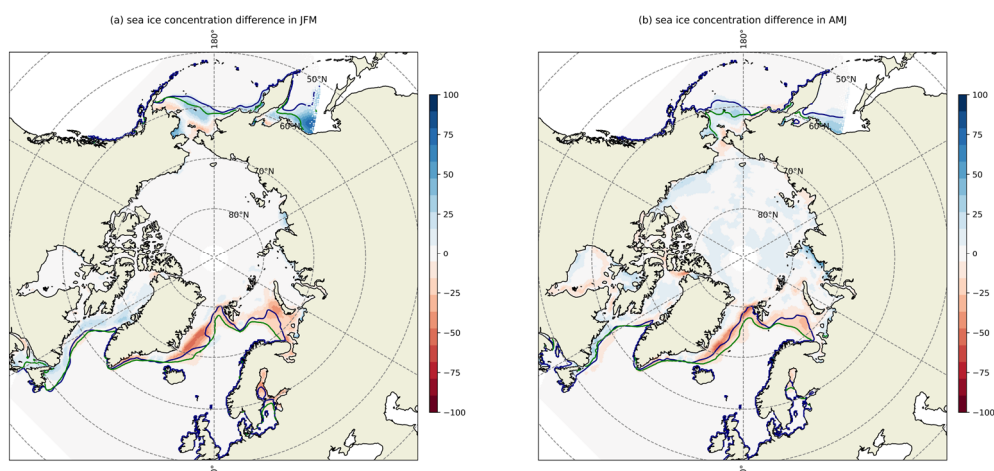 (a) sea ice concentration difference in JFM
(b) sea ice concentration difference in AMJ
180°
180°
50°N
60°N
70°N
80°N
100
75
50
25
0
−25
−50
−75
−100
50°N
60°N
70°N
80°N
100
75
50
25
0
−25
−50
−75
−100